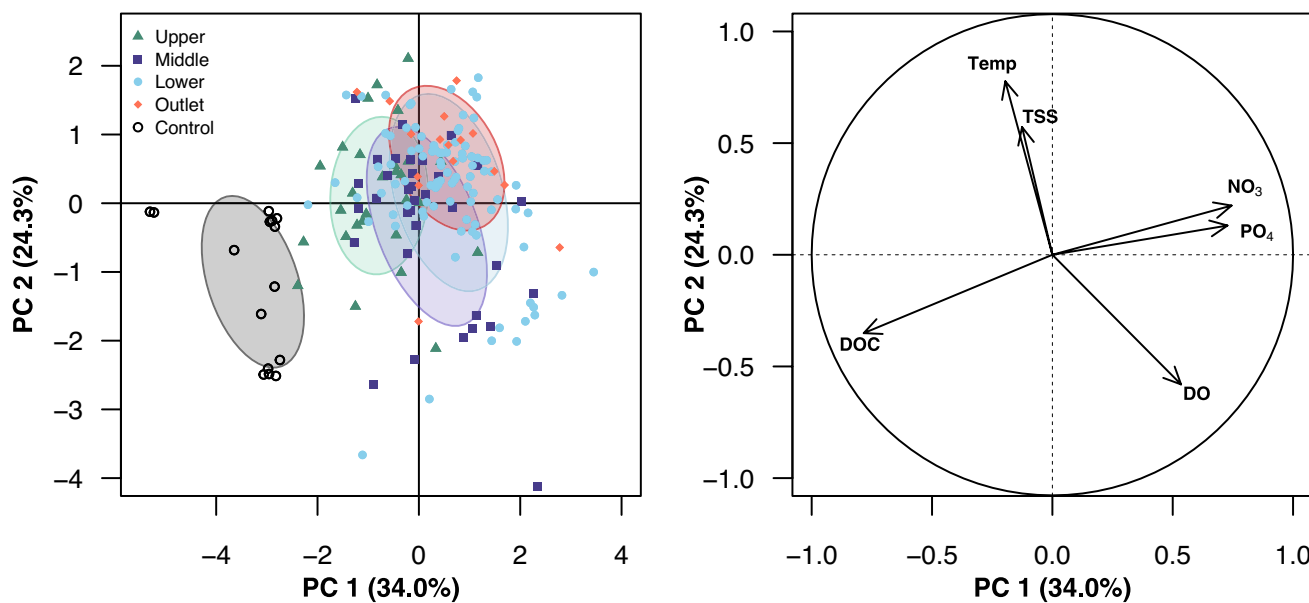 Upper
Middle
Lower
Outlet
Control
2
1
0
−1
−2
−3
−4
−4
−2
0
2
4
PC 2 (24.3%)
PC 1 (34.0%)
1.0
0.5
0.0
−0.5
−1.0
−1.0
−0.5
0.0
0.5
1.0
PC 2 (24.3%)
PC 1 (34.0%)
Temp
TSS
NO₃
PO₄
DOC
DO